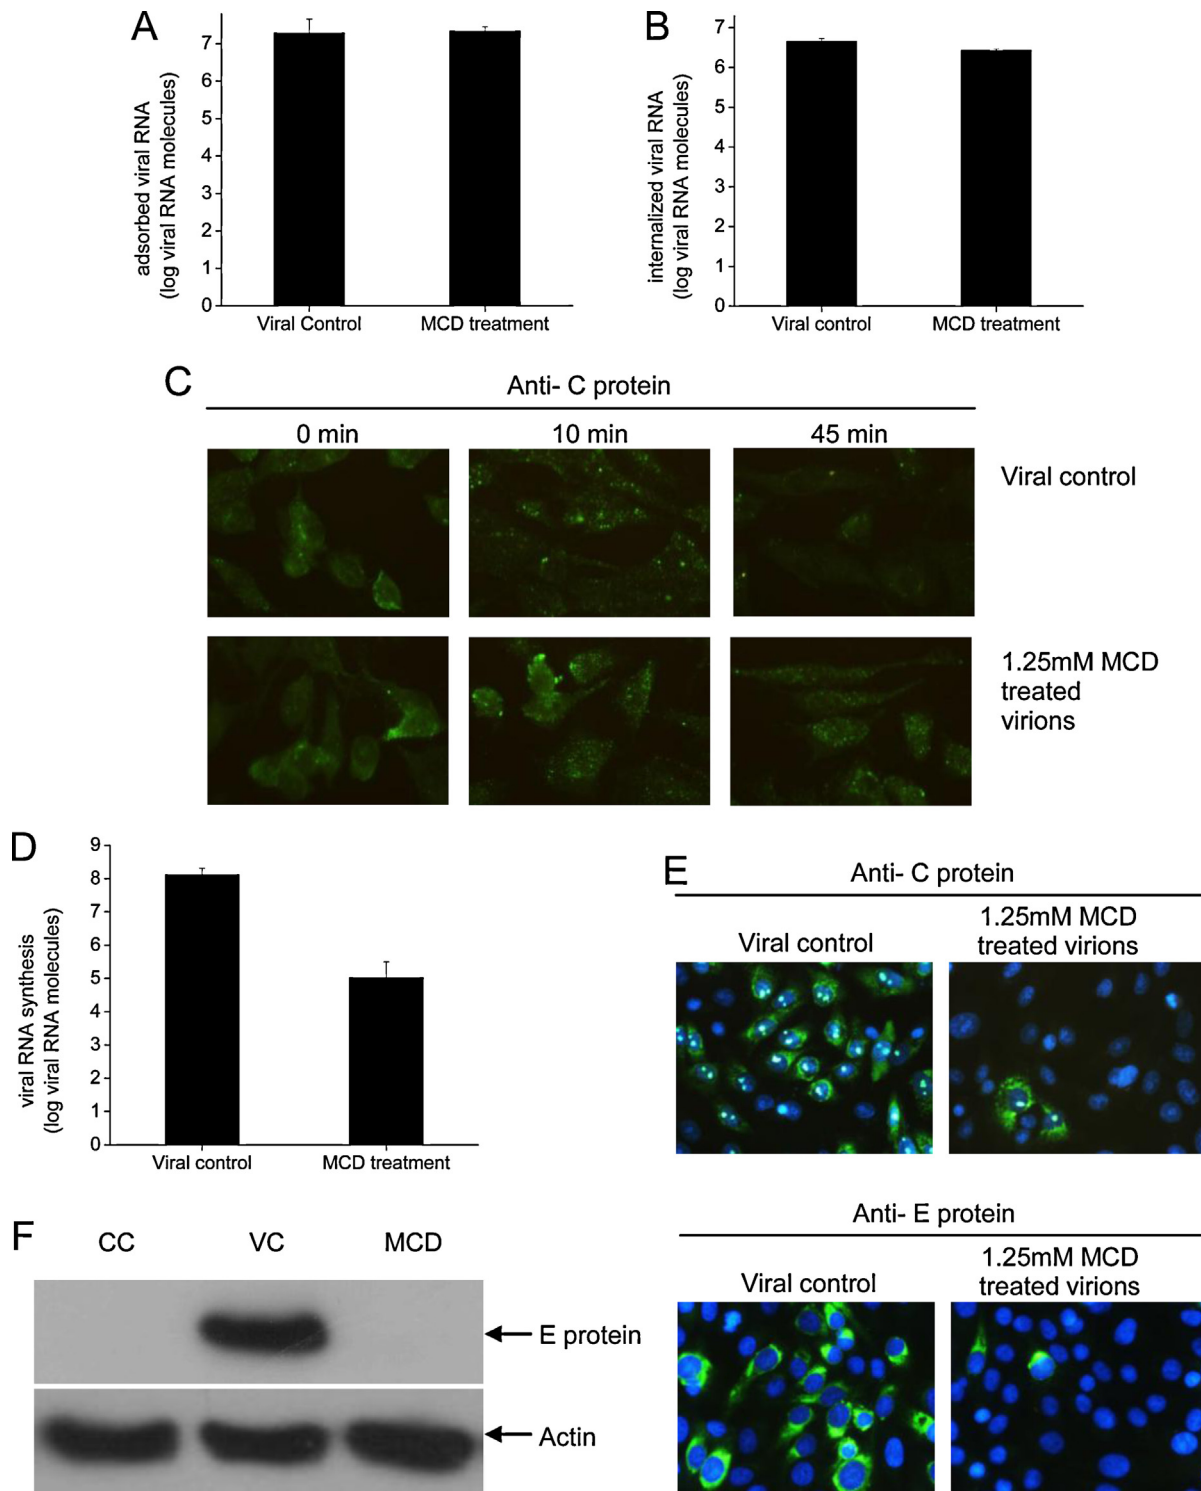 A
adsorbed viral RNA
(log viral RNA molecules)
7
6
5
4
3
2
1
0
Viral Control MCD treatment
B
internalized viral RNA
(log viral RNA molecules)
7
6
5
4
3
2
1
0
Viral control MCD treatment
C
Anti- C protein
0 min 10 min 45 min
Viral control
1.25mM MCD
treated
virions
D
viral RNA synthesis
(log viral RNA molecules)
9
8
7
6
5
4
3
2
1
0
Viral control MCD treatment
E
Anti- C protein
Viral control
1.25mM MCD
treated virions
Anti- E protein
Viral control
1.25mM MCD
treated virions
F
CC VC MCD
E protein
Actin